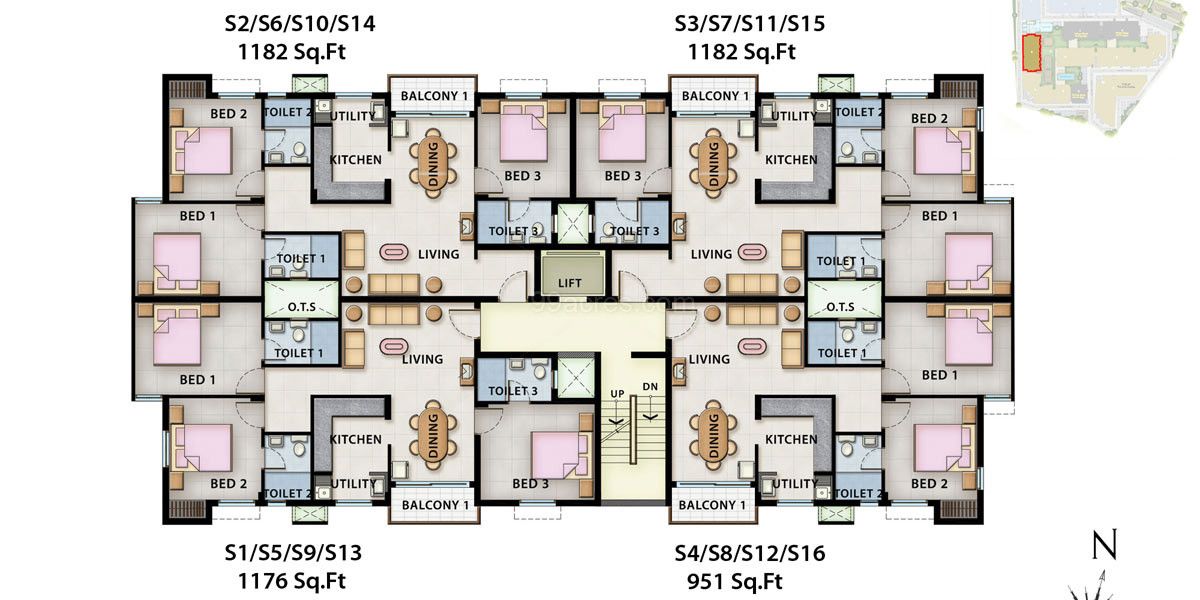 S2/S6/S10/S14
1182 Sq.Ft
S3/S7/S11/S15
1182 Sq.Ft
BED 2
TOILET 2
UTILITY
KITCHEN
BALCONY 1
DINING
BED 3
BED 3
BALCONY 1
DINING
UTILITY
KITCHEN
TOILET 2
BED 2
BED 1
TOILET 1
LIVING
TOILET 3
TOILET 3
LIVING
TOILET 1
BED 1
O.T.S
LIFT
O.T.S
99acres.com
BED 1
TOILET 1
LIVING
TOILET 3
UP
DN
LIVING
TOILET 1
BED 1
BED 2
TOILET 2
KITCHEN
UTILITY
DINING
BALCONY 1
BED 3
DINING
BALCONY 1
KITCHEN
UTILITY
TOILET 2
BED 2
S1/S5/S9/S13
1176 Sq.Ft
S4/S8/S12/S16
951 Sq.Ft
N